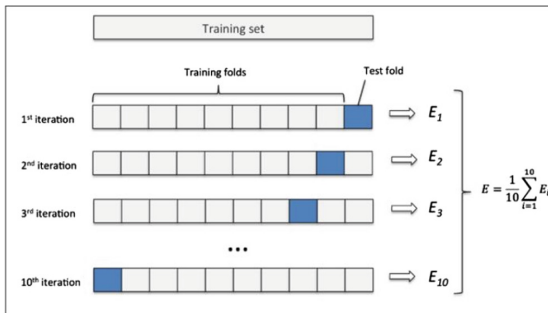 Training set
Training folds
Test fold
1st iteration
E1
2nd iteration
E2
3rd iteration
E3
...
10th iteration
E10
E = 1/10 ∑ i=1 10 Ei